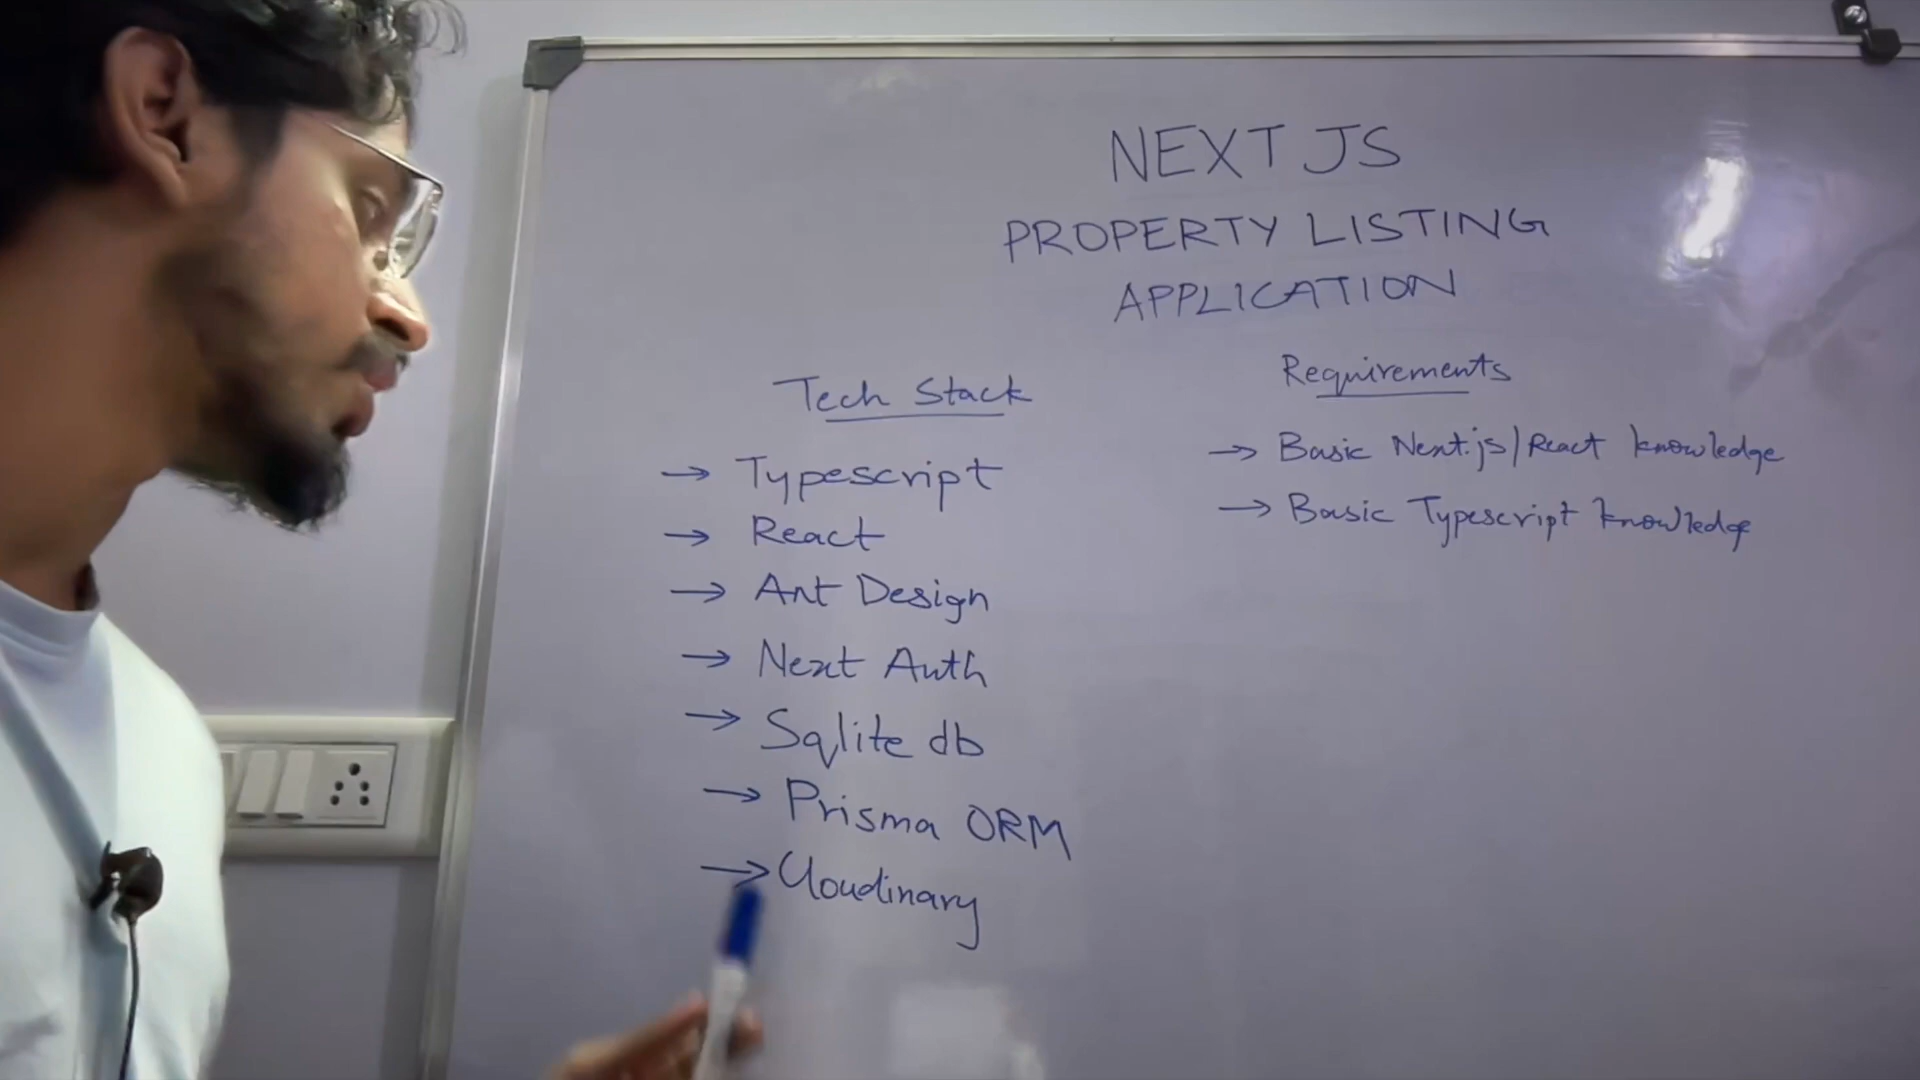 NEXT JS
PROPERTY LISTING
APPLICATION
Tech Stack
→ Typescript
→ React
→ Ant Design
→ Next Auth
→ Sqlite db
→ Prisma ORM
→ Cloudinary
Requirements
→ Basic Next.js/React knowledge
→ Basic Typescript knowledge